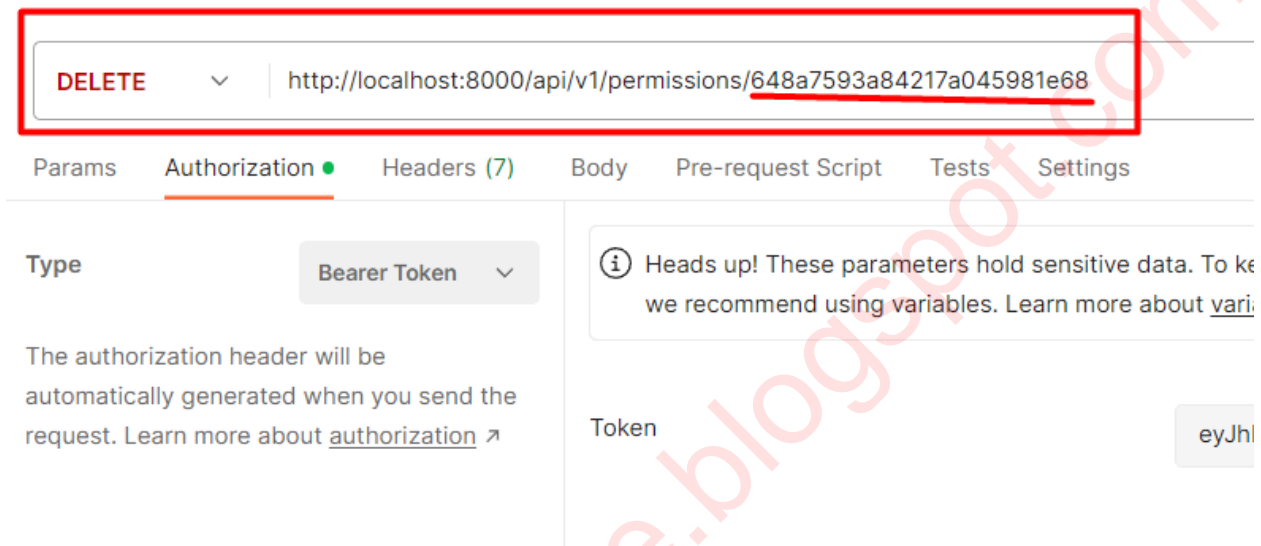 DELETE http://localhost:8000/api/v1/permissions/648a7593a84217a045981e68
Params Authorization Headers (7) Body Pre-request Script Tests Settings
Type Bearer Token
The authorization header will be
automatically generated when you send the
request. Learn more about authorization ↗
Heads up! These parameters hold sensitive data. To ke
we recommend using variables. Learn more about vari
Token eyJh
e.blogspot.com